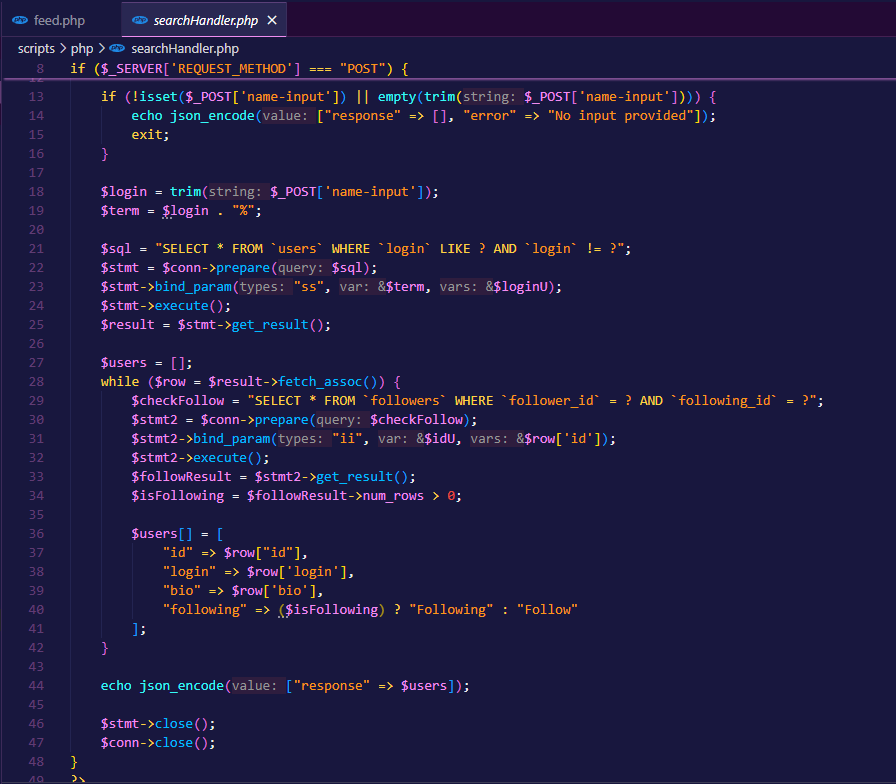 feed.php
searchHandler.php ×
scripts > php > searchHandler.php
8 if ($_SERVER['REQUEST_METHOD'] === "POST") {
13 if (!isset($_POST['name-input']) || empty(trim(string: $_POST['name-input']))) {
14 echo json_encode(value: ["response" => [], "error" => "No input provided"]);
15 exit;
16 }
17
18 $login = trim(string: $_POST['name-input']);
19 $term = $login . "%";
20
21 $sql = "SELECT * FROM `users` WHERE `login` LIKE ? AND `login` != ?";
22 $stmt = $conn->prepare(query: $sql);
23 $stmt->bind_param(types: "ss", var: &$term, vars: &$loginU);
24 $stmt->execute();
25 $result = $stmt->get_result();
26
27 $users = [];
28 while ($row = $result->fetch_assoc()) {
29 $checkFollow = "SELECT * FROM `followers` WHERE `follower_id` = ? AND `following_id` = ?";
30 $stmt2 = $conn->prepare(query: $checkFollow);
31 $stmt2->bind_param(types: "ii", var: &$idU, vars: &$row['id']);
32 $stmt2->execute();
33 $followResult = $stmt2->get_result();
34 $isFollowing = $followResult->num_rows > 0;
35
36 $users[] = [
37 "id" => $row["id"],
38 "login" => $row['login'],
39 "bio" => $row['bio'],
40 "following" => ($isFollowing) ? "Following" : "Follow"
41 ];
42 }
43
44 echo json_encode(value: ["response" => $users]);
45
46 $stmt->close();
47 $conn->close();
48 }
49 ?>